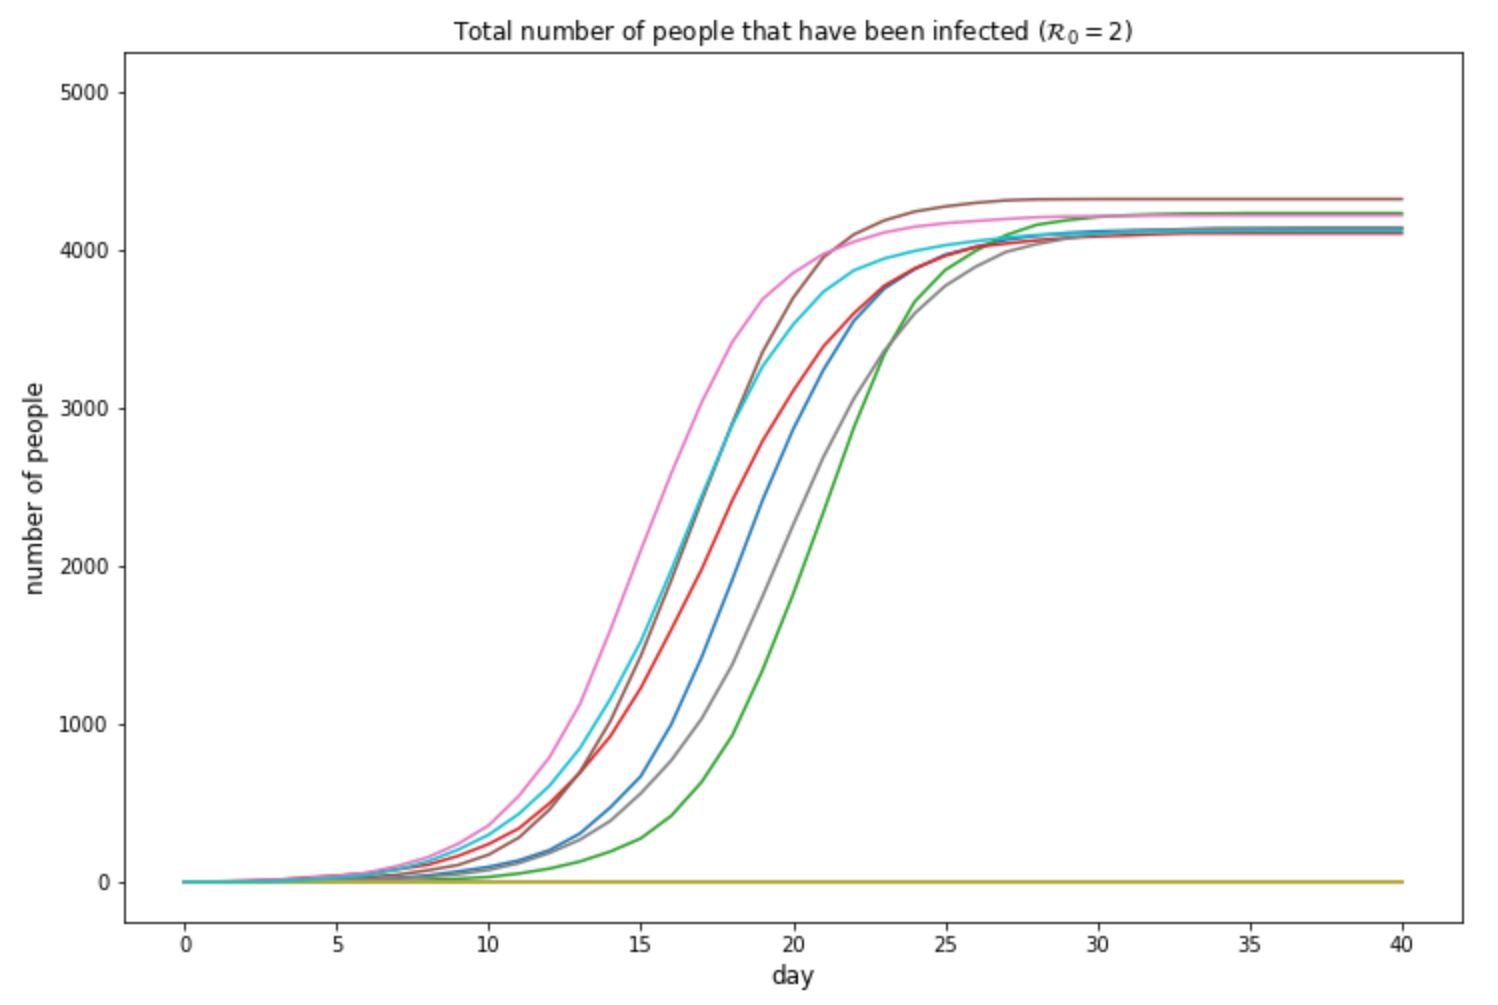 Total number of people that have been infected (ℛ₀ = 2)
5000
4000
3000
2000
1000
0
number of people
0 5 10 15 20 25 30 35 40
day